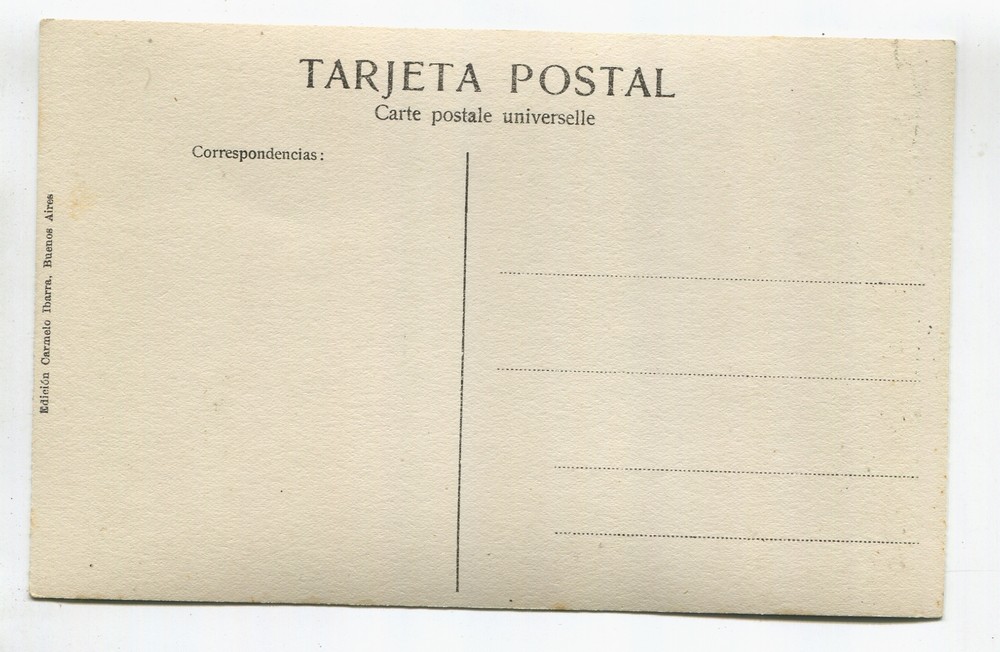 TARJETA POSTAL
Carte postale universelle
Correspondencias:
Edición Carmelo Ibarra, Buenos Aires